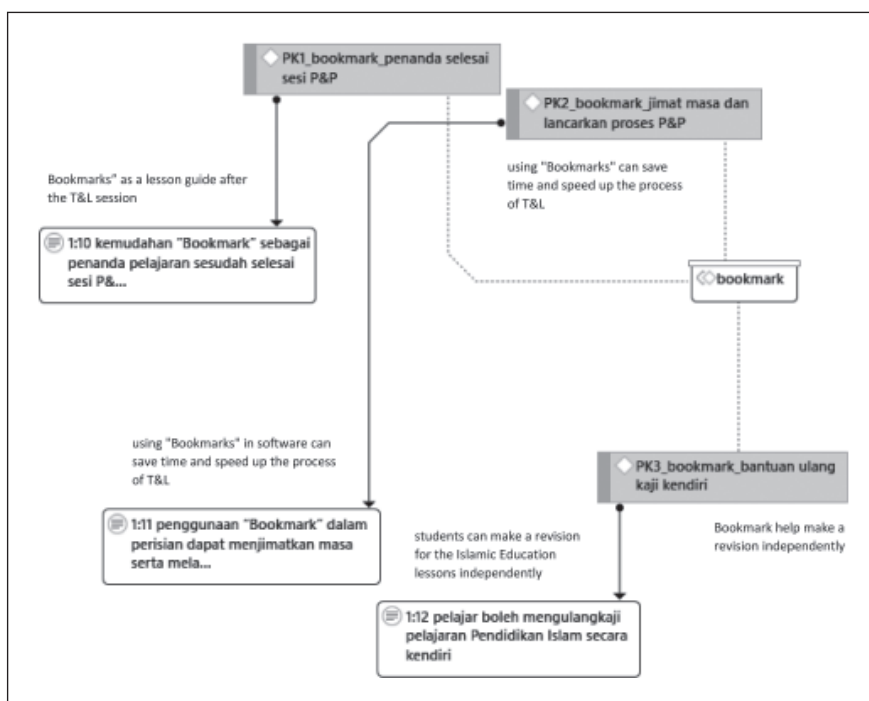 PK1_bookmark_penanda selesai
sesi P&P
PK2_bookmark_jimat masa dan
lancarkan proses P&P
Bookmarks" as a lesson guide after
the T&L session
using "Bookmarks" can save
time and speed up the process
of T&L
1:10 kemudahan "Bookmark" sebagai
penanda pelajaran sesudah selesai
sesi P&...
bookmark
using "Bookmarks" in software can
save time and speed up the process
of T&L
PK3_bookmark_bantuan ulang
kaji kendiri
1:11 penggunaan "Bookmark" dalam
perisian dapat menjimatkan masa
serta mela...
students can make a revision
for the Islamic Education
lessons independently
Bookmark help make a
revision independently
1:12 pelajar boleh mengulangkaji
pelajaran Pendidikan Islam secara
kendiri